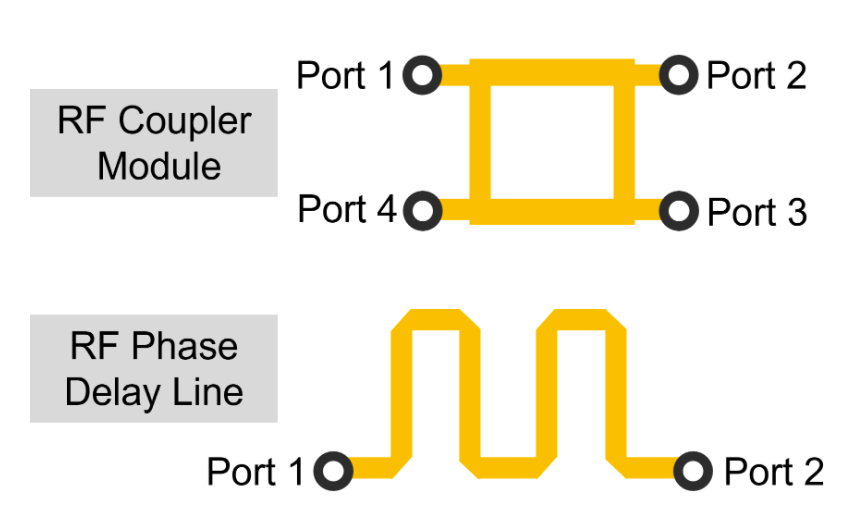 RF Coupler
Module
Port 1
Port 2
Port 4
Port 3
RF Phase
Delay Line
Port 1
Port 2